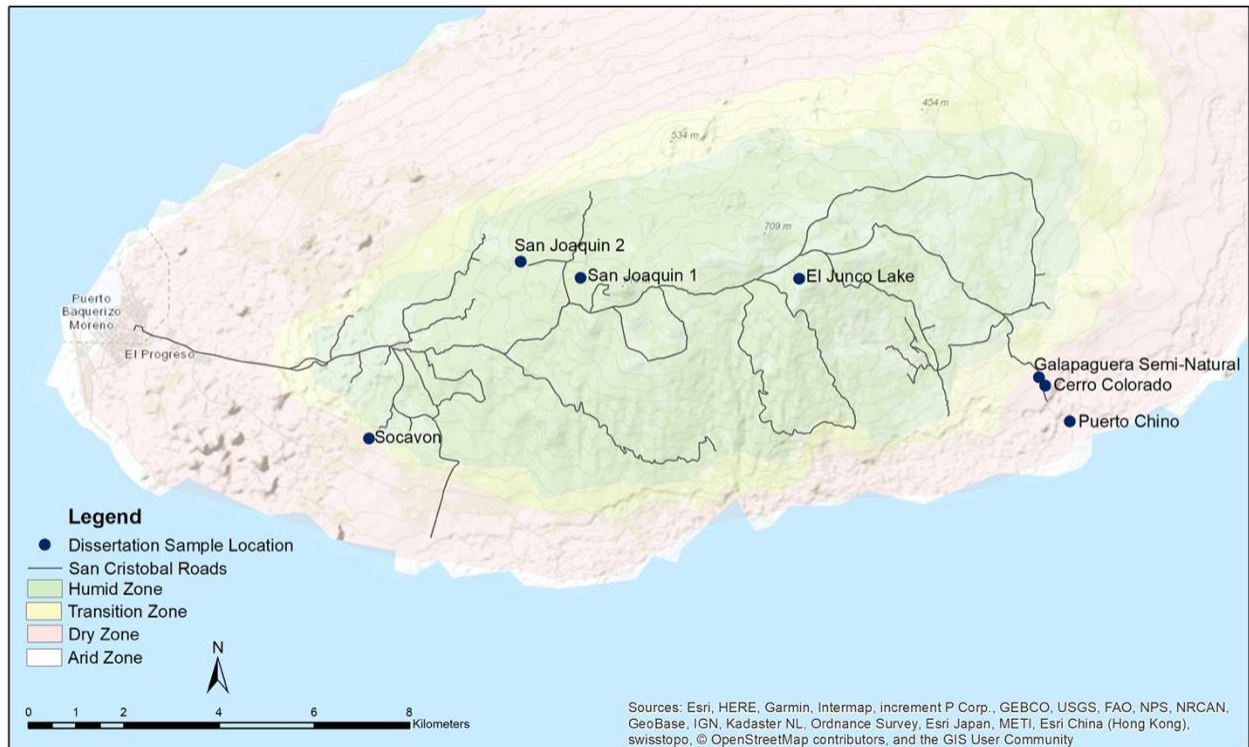 454 m
534 m
709 m
San Joaquin 2
San Joaquin 1
El Junco Lake
Puerto
Baquerizo
Moreno
El Progreso
Galapaguera Semi-Natural
Cerro Colorado
Puerto Chino
Socavon
Legend
Dissertation Sample Location
San Cristobal Roads
Humid Zone
Transition Zone
Dry Zone
Arid Zone
N
0 1 2 4 6 8
Kilometers
Sources: Esri, HERE, Garmin, Intermap, increment P Corp., GEBCO, USGS, FAO, NPS, NRCAN,
GeoBase, IGN, Kadaster NL, Ordnance Survey, Esri Japan, METI, Esri China (Hong Kong),
swisstopo, © OpenStreetMap contributors, and the GIS User Community